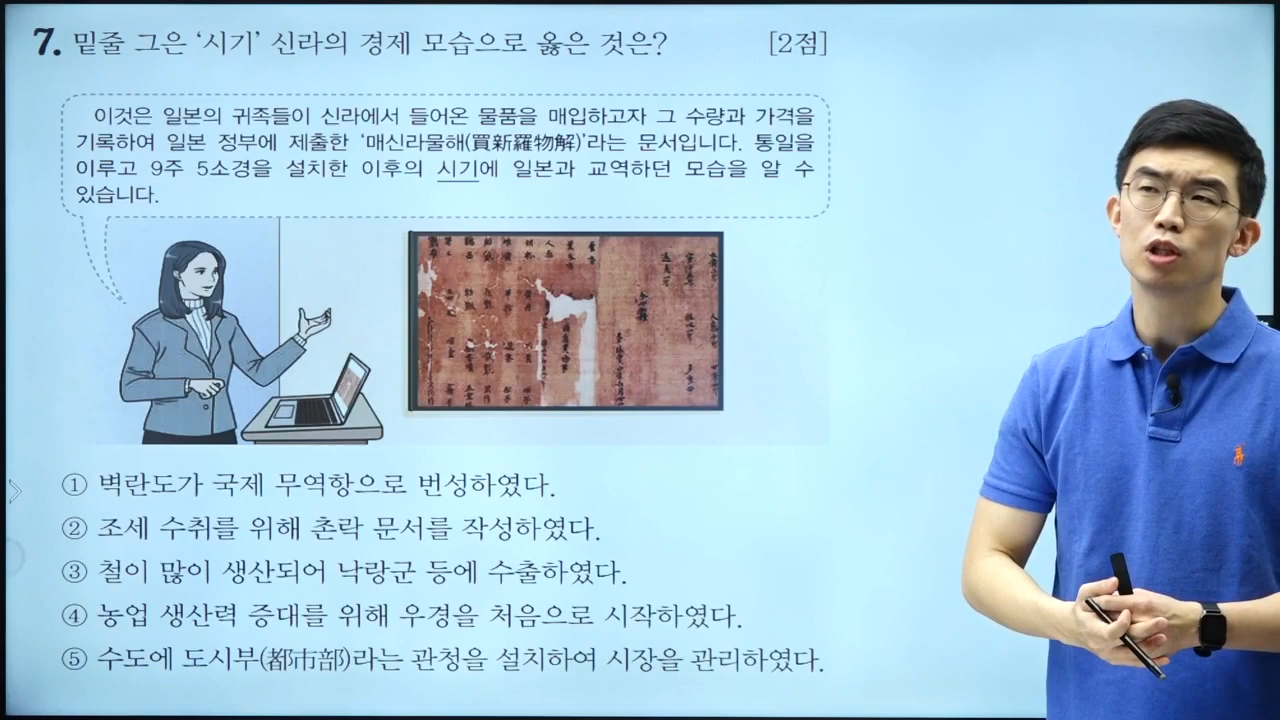 7. 밑줄 그은 ‘시기’ 신라의 경제 모습으로 옳은 것은? [2점]
이것은 일본의 귀족들이 신라에서 들어온 물품을 매입하고자 그 수량과 가격을
기록하여 일본 정부에 제출한 ‘매신라물해(買新羅物解)’라는 문서입니다. 통일을
이루고 9주 5소경을 설치한 이후의 시기에 일본과 교역하던 모습을 알 수
있습니다.
① 벽란도가 국제 무역항으로 번성하였다.
② 조세 수취를 위해 촌락 문서를 작성하였다.
③ 철이 많이 생산되어 낙랑군 등에 수출하였다.
④ 농업 생산력 증대를 위해 우경을 처음으로 시작하였다.
⑤ 수도에 도시부(都市部)라는 관청을 설치하여 시장을 관리하였다.